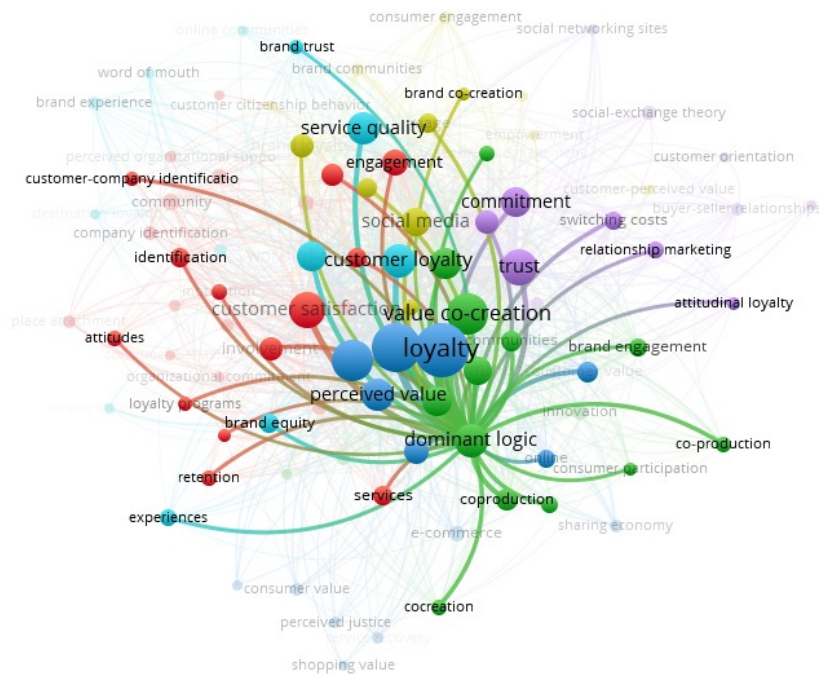 consumer engagement
online communities
social networking sites
brand trust
brand communities
word of mouth
brand co-creation
brand experience
customer citizenship behavior
social-exchange theory
service quality
empowerment
perceived organizational suppo
engagement
customer orientation
customer-company identificatio
customer-perceived value
community
commitment
buyer-seller relationships
social media
switching costs
company identification
relationship marketing
identification
customer loyalty
trust
attitudinal loyalty
customer satisfaction
value co-creation
place attachment
attitudes
communities
brand engagement
involvement
loyalty
organizational commitment
value
perceived value
loyalty programs
innovation
brand equity
dominant logic
co-production
online
consumer participation
retention
services
coproduction
experiences
sharing economy
e-commerce
consumer value
cocreation
perceived justice
service recovery
shopping value